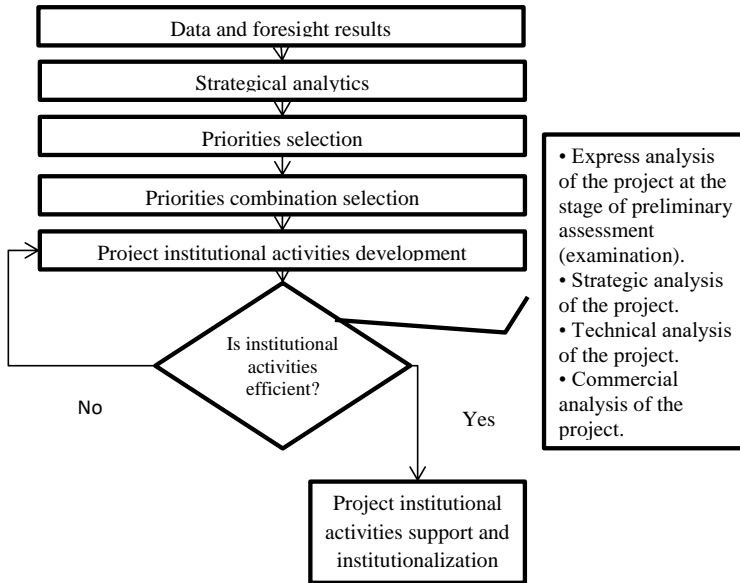 Data and foresight results
Strategical analytics
Priorities selection
Priorities combination selection
Project institutional activities development
Is institutional
activities
efficient?
No
Yes
Project institutional
activities support and
institutionalization
• Express analysis
of the project at the
stage of preliminary
assessment
(examination).
• Strategic analysis
of the project.
• Technical analysis
of the project.
• Commercial
analysis of the
project.